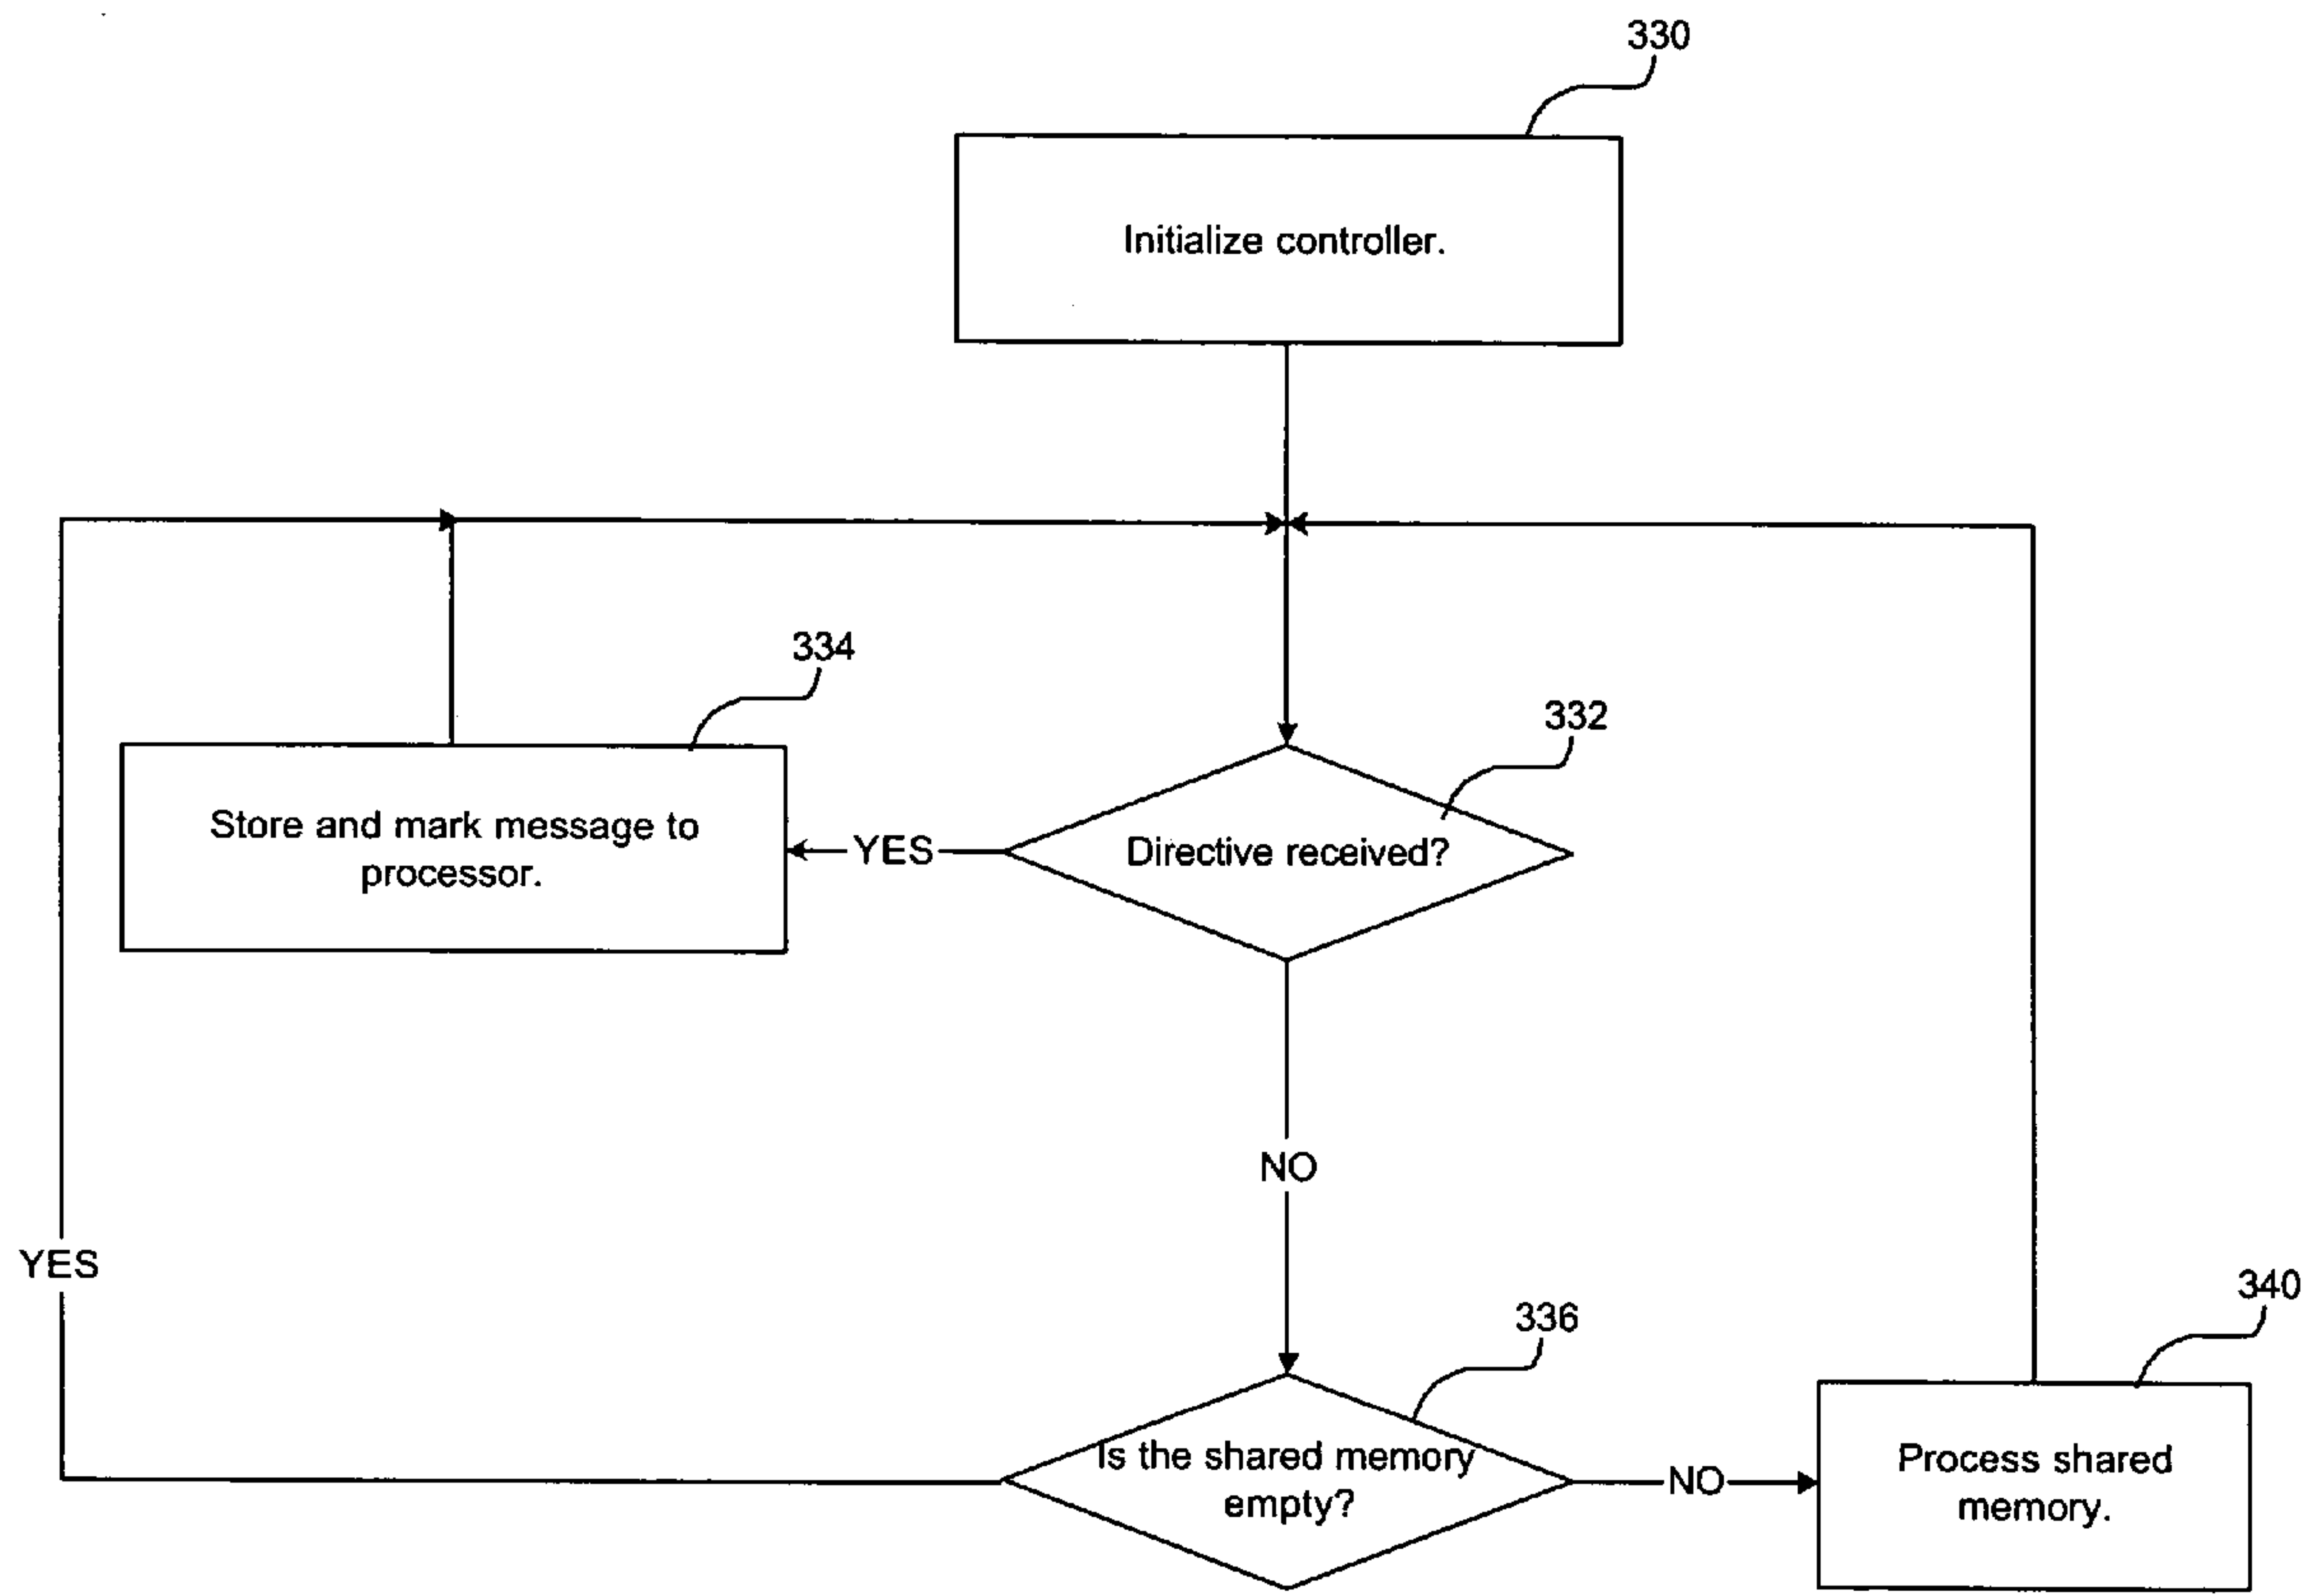 330
Initialize controller.
334
332
Store and mark message to
processor.
YES
Directive received?
NO
YES
336
340
Is the shared memory
empty?
NO
Process shared
memory.